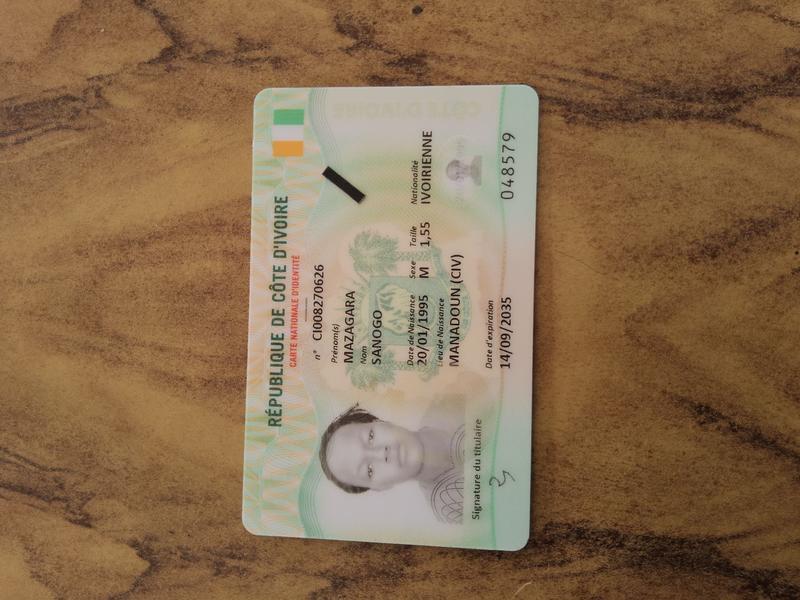 RÉPUBLIQUE DE CÔTE D'IVOIRE
CARTE NATIONALE D'IDENTITÉ
n° CI008270626
Prénom(s)
MAZAGARA
Nom
SANOGO
Date de Naissance Sexe Taille Nationalité
20/01/1995 M 1,55 IVOIRIENNE
Lieu de Naissance
MANADOUN (CIV)
Date d'expiration
14/09/2035
048579
Signature du titulaire
CÔTE D'IVOIRE